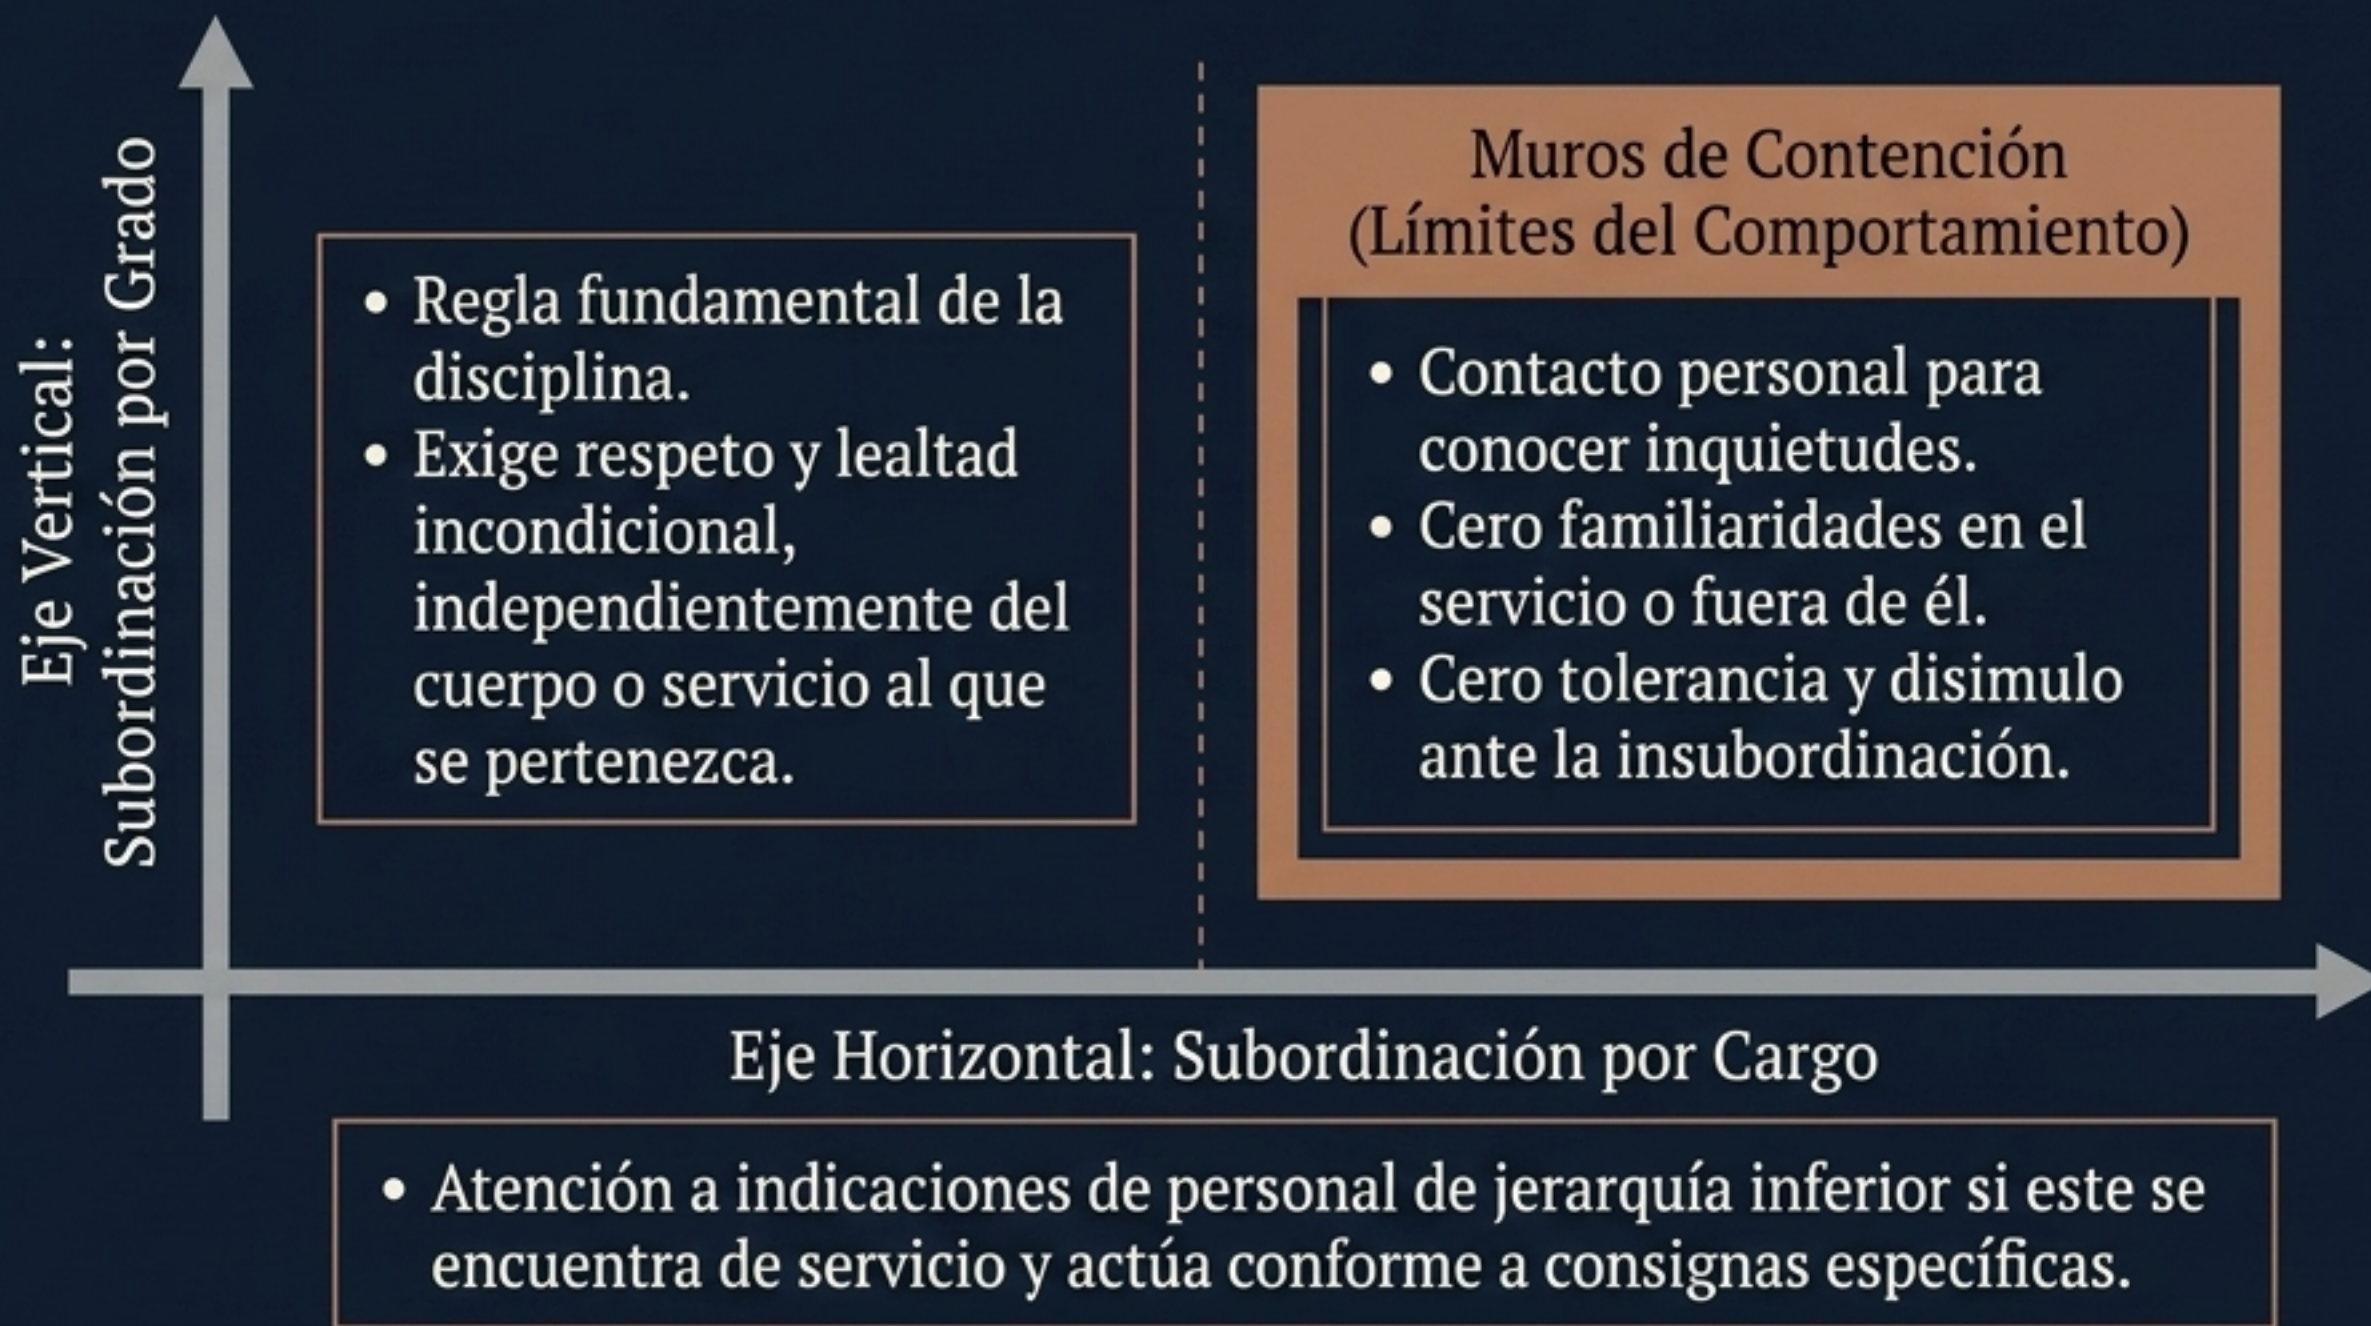 Eje Vertical:
Subordinación por Grado
• Regla fundamental de la
disciplina.
• Exige respeto y lealtad
incondicional,
independientemente del
cuerpo o servicio al que
se pertenezca.
Muros de Contención
(Límites del Comportamiento)
• Contacto personal para
conocer inquietudes.
• Cero familiaridades en el
servicio o fuera de él.
• Cero tolerancia y disimulo
ante la insubordinación.
Eje Horizontal: Subordinación por Cargo
• Atención a indicaciones de personal de jerarquía inferior si este se
encuentra de servicio y actúa conforme a consignas específicas.